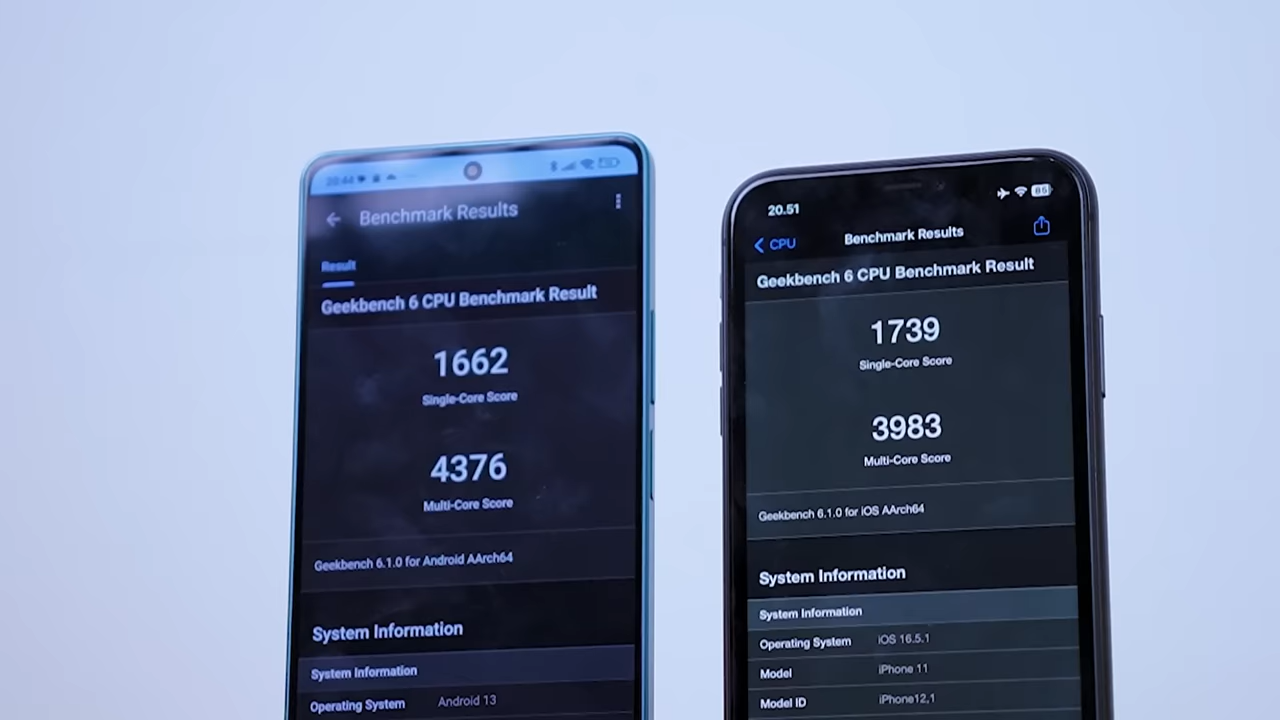 20:44
Benchmark Results
Result
Geekbench 6 CPU Benchmark Result
1662
Single-Core Score
4376
Multi-Core Score
Geekbench 6.1.0 for Android AArch64
System Information
System Information
Operating System Android 13
20.51
85
CPU
Benchmark Results
Geekbench 6 CPU Benchmark Result
1739
Single-Core Score
3983
Multi-Core Score
Geekbench 6.1.0 for iOS AArch64
System Information
System Information
Operating System iOS 16.5.1
Model iPhone 11
Model ID iPhone12,1